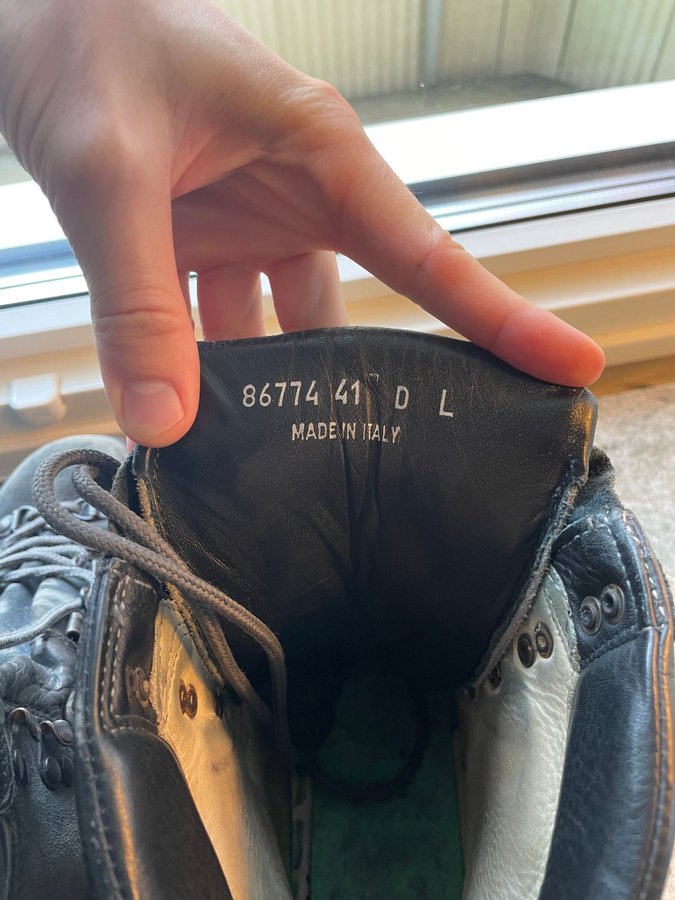 86774 41 D L
MADE IN ITALY